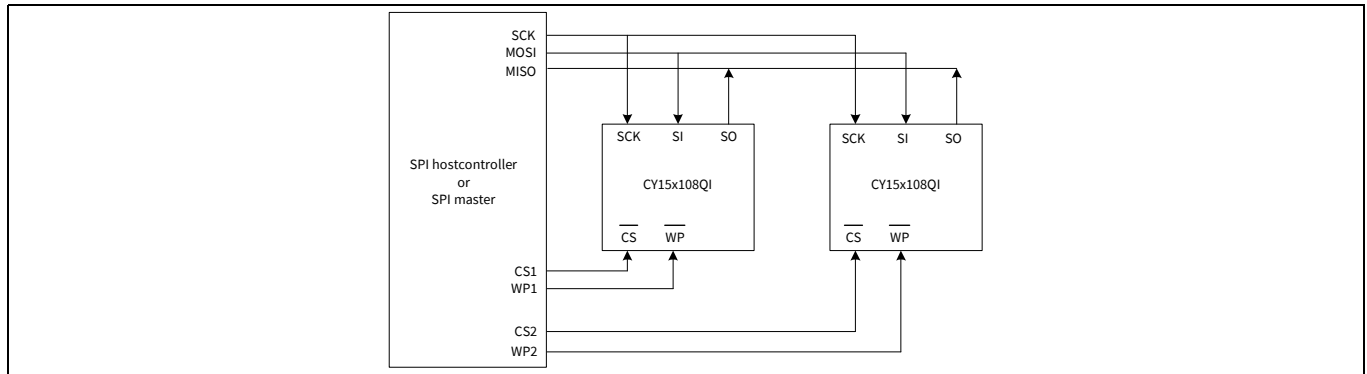 SCK
MOSI
MISO
SPI hostcontroller
or
SPI master
CS1
WP1
CS2
WP2
SCK SI SO
CY15x108QI
CS WP
SCK SI SO
CY15x108QI
CS WP